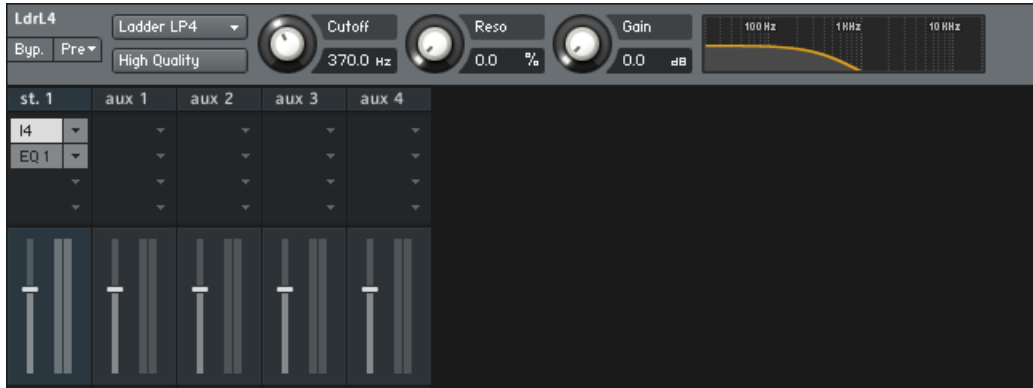 LdrL4
Ladder LP4
Cutoff
Reso
Gain
100 Hz 1 KHz 10 KHz
Byp. Pre
High Quality
370.0 Hz
0.0 %
0.0 dB
st. 1 aux 1 aux 2 aux 3 aux 4
l4
EQ 1